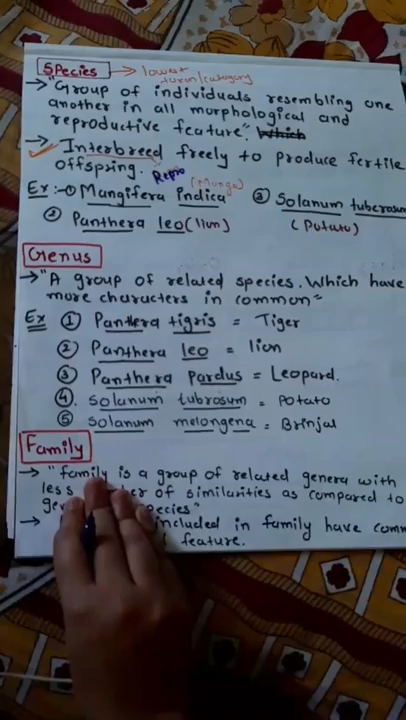 Species → lowest
taxon/category
→ "Group of individuals resembling one
another in all morphological and
reproductive feature". Which
→ Interbreed freely to produce fertile
offspring. Repro
Ex:- ① Mangifera indica (Mango) ③ Solanum tuberosum
② Panthera leo (lion) (Potato)
Genus
→ "A group of related species. Which have
more characters in common"
Ex ① Panthera tigris = Tiger
② Panthera leo = lion
③ Panthera pardus = Leopard.
④. solanum tubrosum = Potato
⑤ solanum melongena = Brinjal
Family
→ "family is a group of related genera with
less of similarities as compared to
species"
→ included in family have comm
feature.